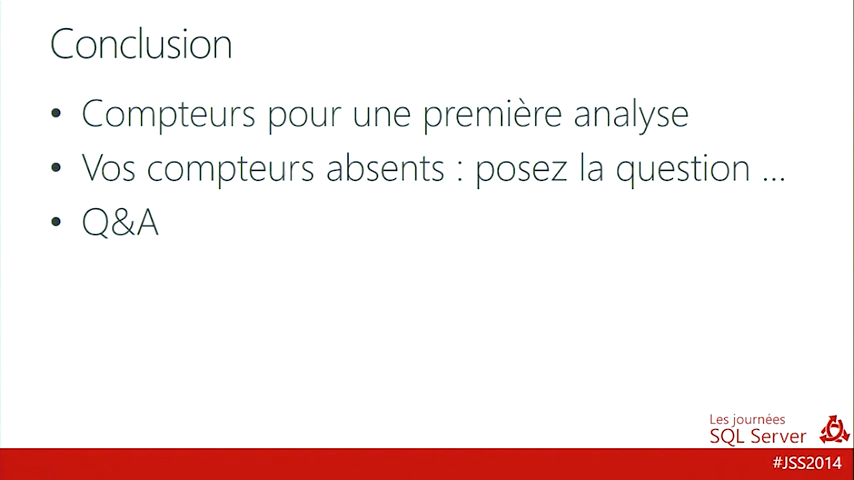 Conclusion
• Compteurs pour une première analyse
• Vos compteurs absents : posez la question ...
• Q&A
Les journées
SQL Server
#JSS2014